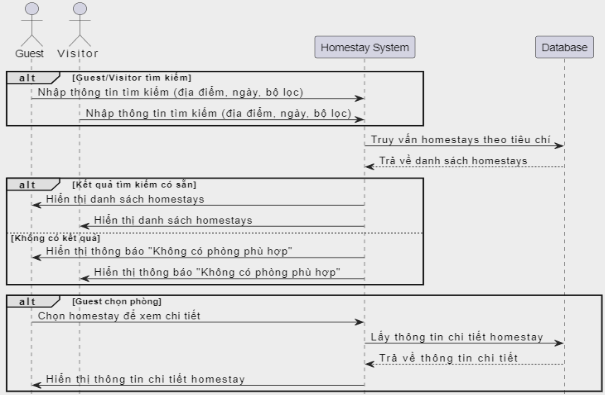 Guest Visitor Homestay System Database
alt [Guest/Visitor tìm kiếm]
Nhập thông tin tìm kiếm (địa điểm, ngày, bộ lọc)
Nhập thông tin tìm kiếm (địa điểm, ngày, bộ lọc)
Truy vấn homestays theo tiêu chí
Trả về danh sách homestays
alt [Kết quả tìm kiếm có sẵn]
Hiển thị danh sách homestays
Hiển thị danh sách homestays
[Không có kết quả]
Hiển thị thông báo "Không có phòng phù hợp"
Hiển thị thông báo "Không có phòng phù hợp"
alt [Guest chọn phòng]
Chọn homestay để xem chi tiết
Lấy thông tin chi tiết homestay
Trả về thông tin chi tiết
Hiển thị thông tin chi tiết homestay